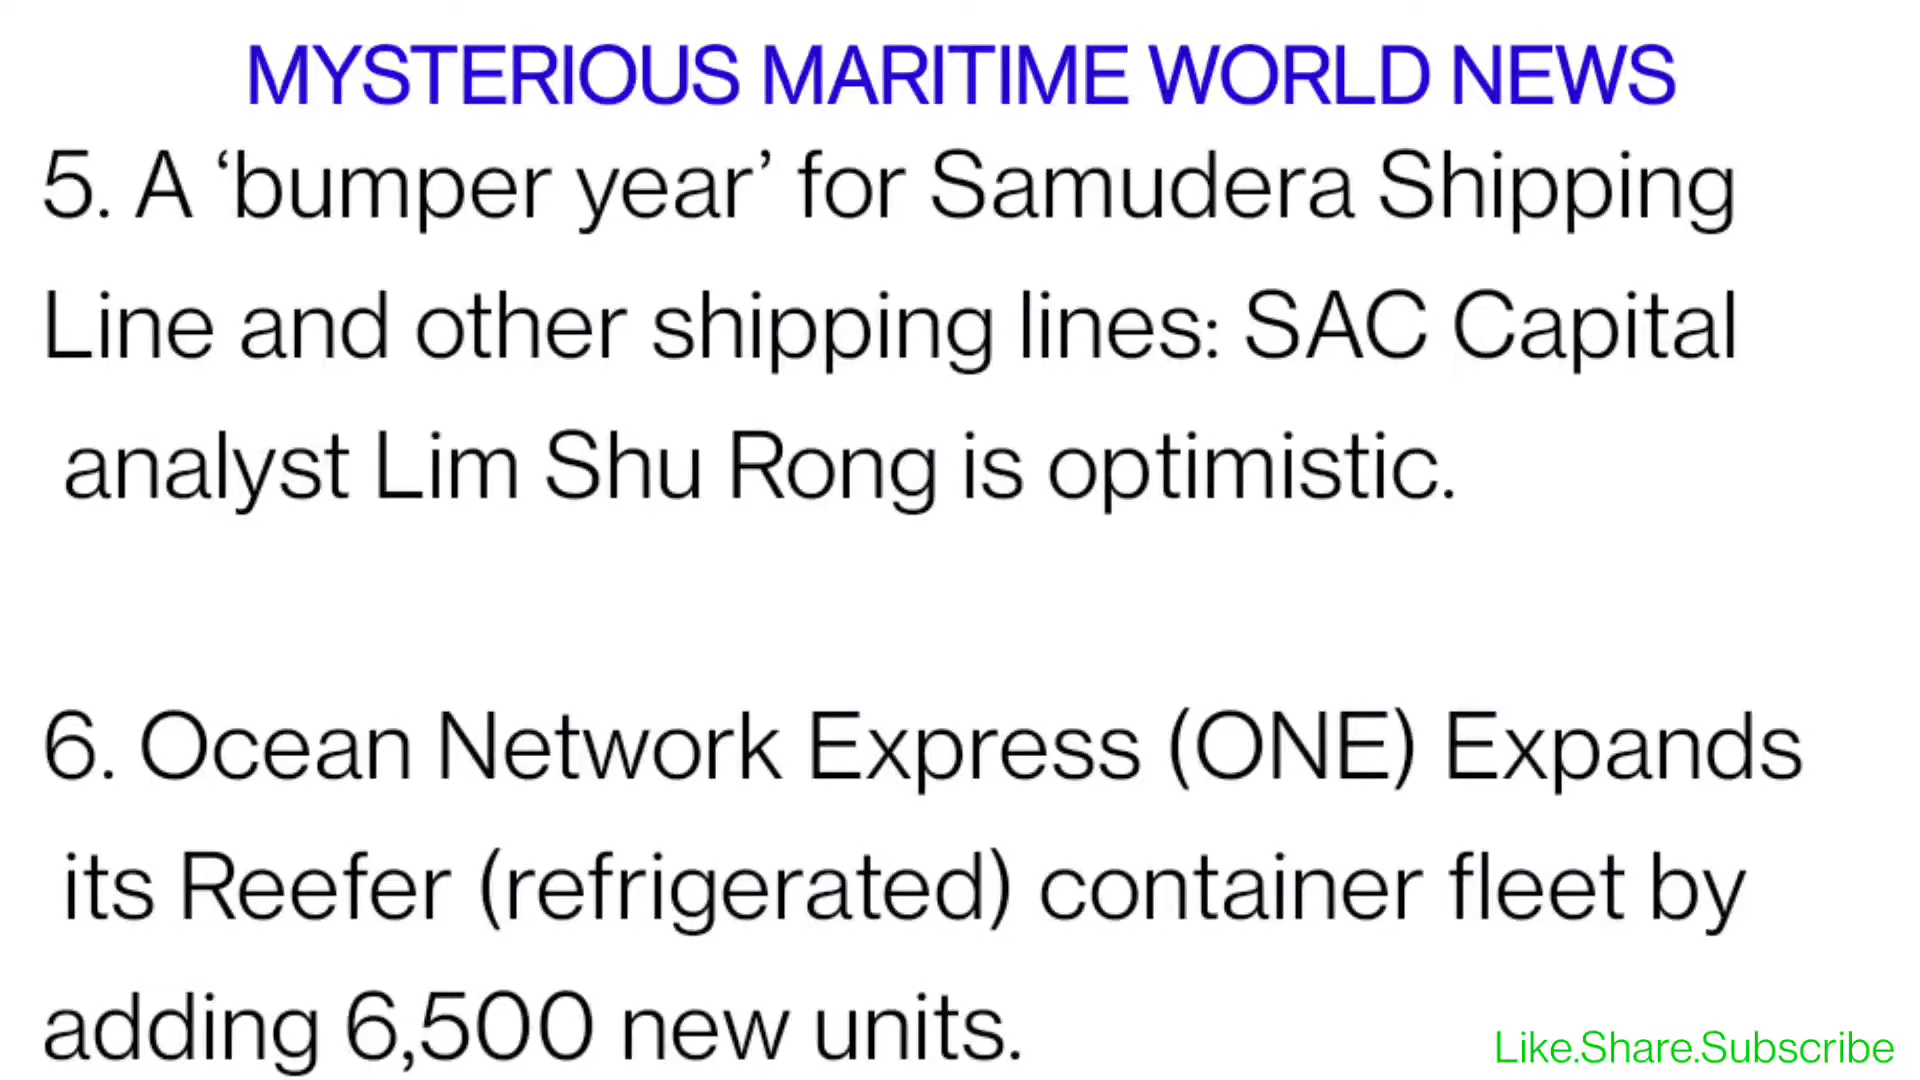 MYSTERIOUS MARITIME WORLD NEWS
5. A ‘bumper year’ for Samudera Shipping
Line and other shipping lines: SAC Capital
analyst Lim Shu Rong is optimistic.
6. Ocean Network Express (ONE) Expands
its Reefer (refrigerated) container fleet by
adding 6,500 new units.
Like.Share.Subscribe